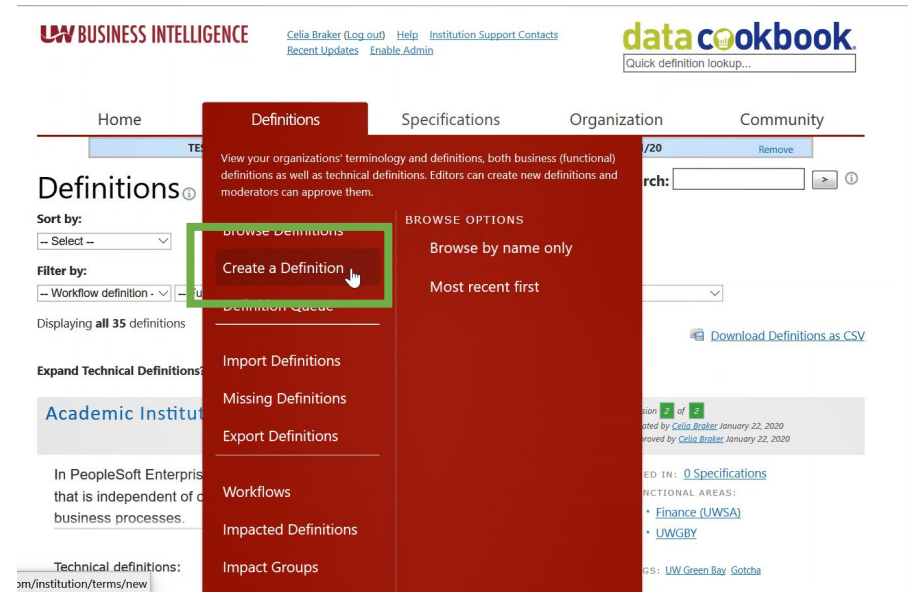 UW BUSINESS INTELLIGENCE
Celia Braker (Log out) Help Institution Support Contacts
Recent Updates Enable Admin
data cookbook.
Quick definition lookup...
Home Definitions Specifications Organization Community
TES
/20 Remove
View your organizations' terminology and definitions, both business (functional)
definitions as well as technical definitions. Editors can create new definitions and
moderators can approve them.
Definitions
rch: >
Sort by:
-- Select --
Browse Definitions
Create a Definition
Definition Queue
BROWSE OPTIONS
Browse by name only
Most recent first
Filter by:
-- Workflow definition - -- Fu
Displaying all 35 definitions
Download Definitions as CSV
Import Definitions
Missing Definitions
Export Definitions
Expand Technical Definitions?
Academic Institut
sion 2 of 2
ated by Celia Braker January 22, 2020
roved by Celia Braker January 22, 2020
In PeopleSoft Enterpris
that is independent of o
business processes.
Workflows
Impacted Definitions
Impact Groups
ED IN: 0 Specifications
NCTIONAL AREAS:
• Finance (UWSA)
• UWGBY
Technical definitions:
GS: UW Green Bay Gotcha
om/institution/terms/new